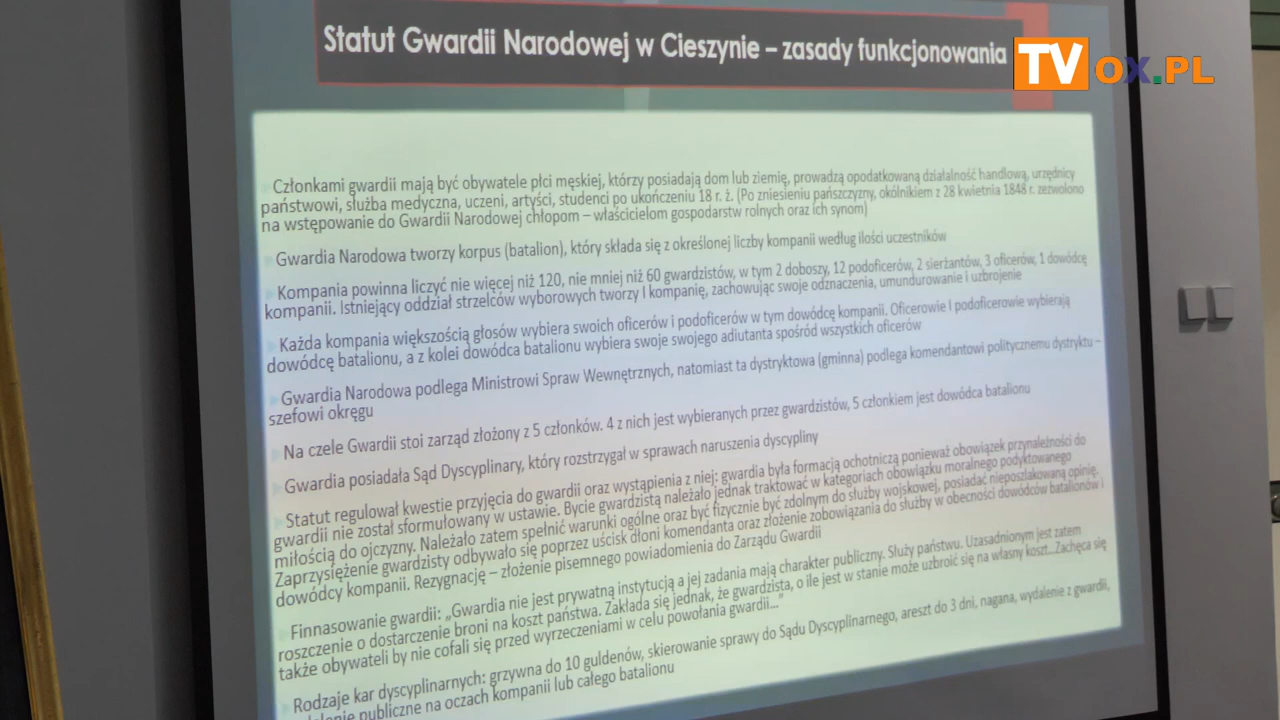 Statut Gwardii Narodowej w Cieszynie – zasady funkcjonowania
TVOX.PL
Członkami gwardii mają być obywatele płci męskiej, którzy posiadają dom lub ziemię, prowadzą opodatkowaną działalność handlową, urzędnicy
państwowi, służba medyczna, uczeni, artyści, studenci po ukończeniu 18 r. ż. (Po zniesieniu pańszczyzny, okólnikiem z 28 kwietnia 1848 r. zezwolono
na wstępowanie do Gwardii Narodowej chłopom – właścicielom gospodarstw rolnych oraz ich synom)
Gwardia Narodowa tworzy korpus (batalion), który składa się z określonej liczby kompanii według ilości uczestników
Kompania powinna liczyć nie więcej niż 120, nie mniej niż 60 gwardzistów, w tym 2 doboszy, 12 podoficerów, 2 sierżantów, 3 oficerów, 1 dowódcę
kompanii. Istniejący oddział strzelców wyborowych tworzy I kompanię, zachowując swoje odznaczenia, umundurowanie i uzbrojenie
Każda kompania większością głosów wybiera swoich oficerów i podoficerów w tym dowódcę kompanii. Oficerowie I podoficerowie wybierają
dowódcę batalionu, a z kolei dowódca batalionu wybiera swoje swojego adiutanta spośród wszystkich oficerów
Gwardia Narodowa podlega Ministrowi Spraw Wewnętrznych, natomiast ta dystryktowa (gminna) podlega komendantowi politycznemu dystryktu –
szefowi okręgu
Na czele Gwardii stoi zarząd złożony z 5 członków. 4 z nich jest wybieranych przez gwardzistów, 5 członkiem jest dowódca batalionu
Gwardia posiadała Sąd Dyscyplinary, który rozstrzygał w sprawach naruszenia dyscypliny
Statut regulował kwestie przyjęcia do gwardii oraz wystąpienia z niej: gwardia była formacją ochotniczą ponieważ obowiązek przynależności do
gwardii nie został sformułowany w ustawie. Bycie gwardzistą należało jednak traktować w kategoriach obowiązku moralnego podyktowanego
miłością do ojczyzny. Należało zatem spełnić warunki ogólne oraz być fizycznie być zdolnym do służby wojskowej, posiadać nieposzlakowaną opinię.
Zaprzysiężenie gwardzisty odbywało się poprzez uścisk dłoni komendanta oraz złożenie zobowiązania do służby w obecności dowódców batalionów i
dowódcy kompanii. Rezygnację – złożenie pisemnego powiadomienia do Zarządu Gwardii
Finnasowanie gwardii: „Gwardia nie jest prywatną instytucją a jej zadania mają charakter publiczny. Służy państwu. Uzasadnionym jest zatem
roszczenie o dostarczenie broni na koszt państwa. Zakłada się jednak, że gwardzista, o ile jest w stanie może uzbroić się na własny koszt...Zachęca się
także obywateli by nie cofali się przed wyrzeczeniami w celu powołania gwardii..."
Rodzaje kar dyscyplinarnych: grzywna do 10 guldenów, skierowanie sprawy do Sądu Dyscyplinarnego, areszt do 3 dni, nagana, wydalenie z gwardii,
publiczne na oczach kompanii lub całego batalionu